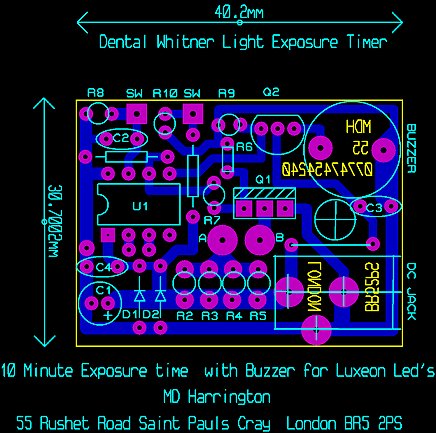 40.2mm
Dental Whitner Light Exposure Timer
R8 SW R10 SW R9 Q2
MDH
55
07747454240
BUZZER
C2
R6
30.7002mm
U1
Q1
R7
C3
A B
C4
C1
+
D1 D2
R2 R3 R4 R5
LONDON
BR52PS
DC JACK
10 Minute Exposure time with Buzzer for Luxeon Led's
MD Harrington
55 Rushet Road Saint Pauls Cray London BR5 2PS